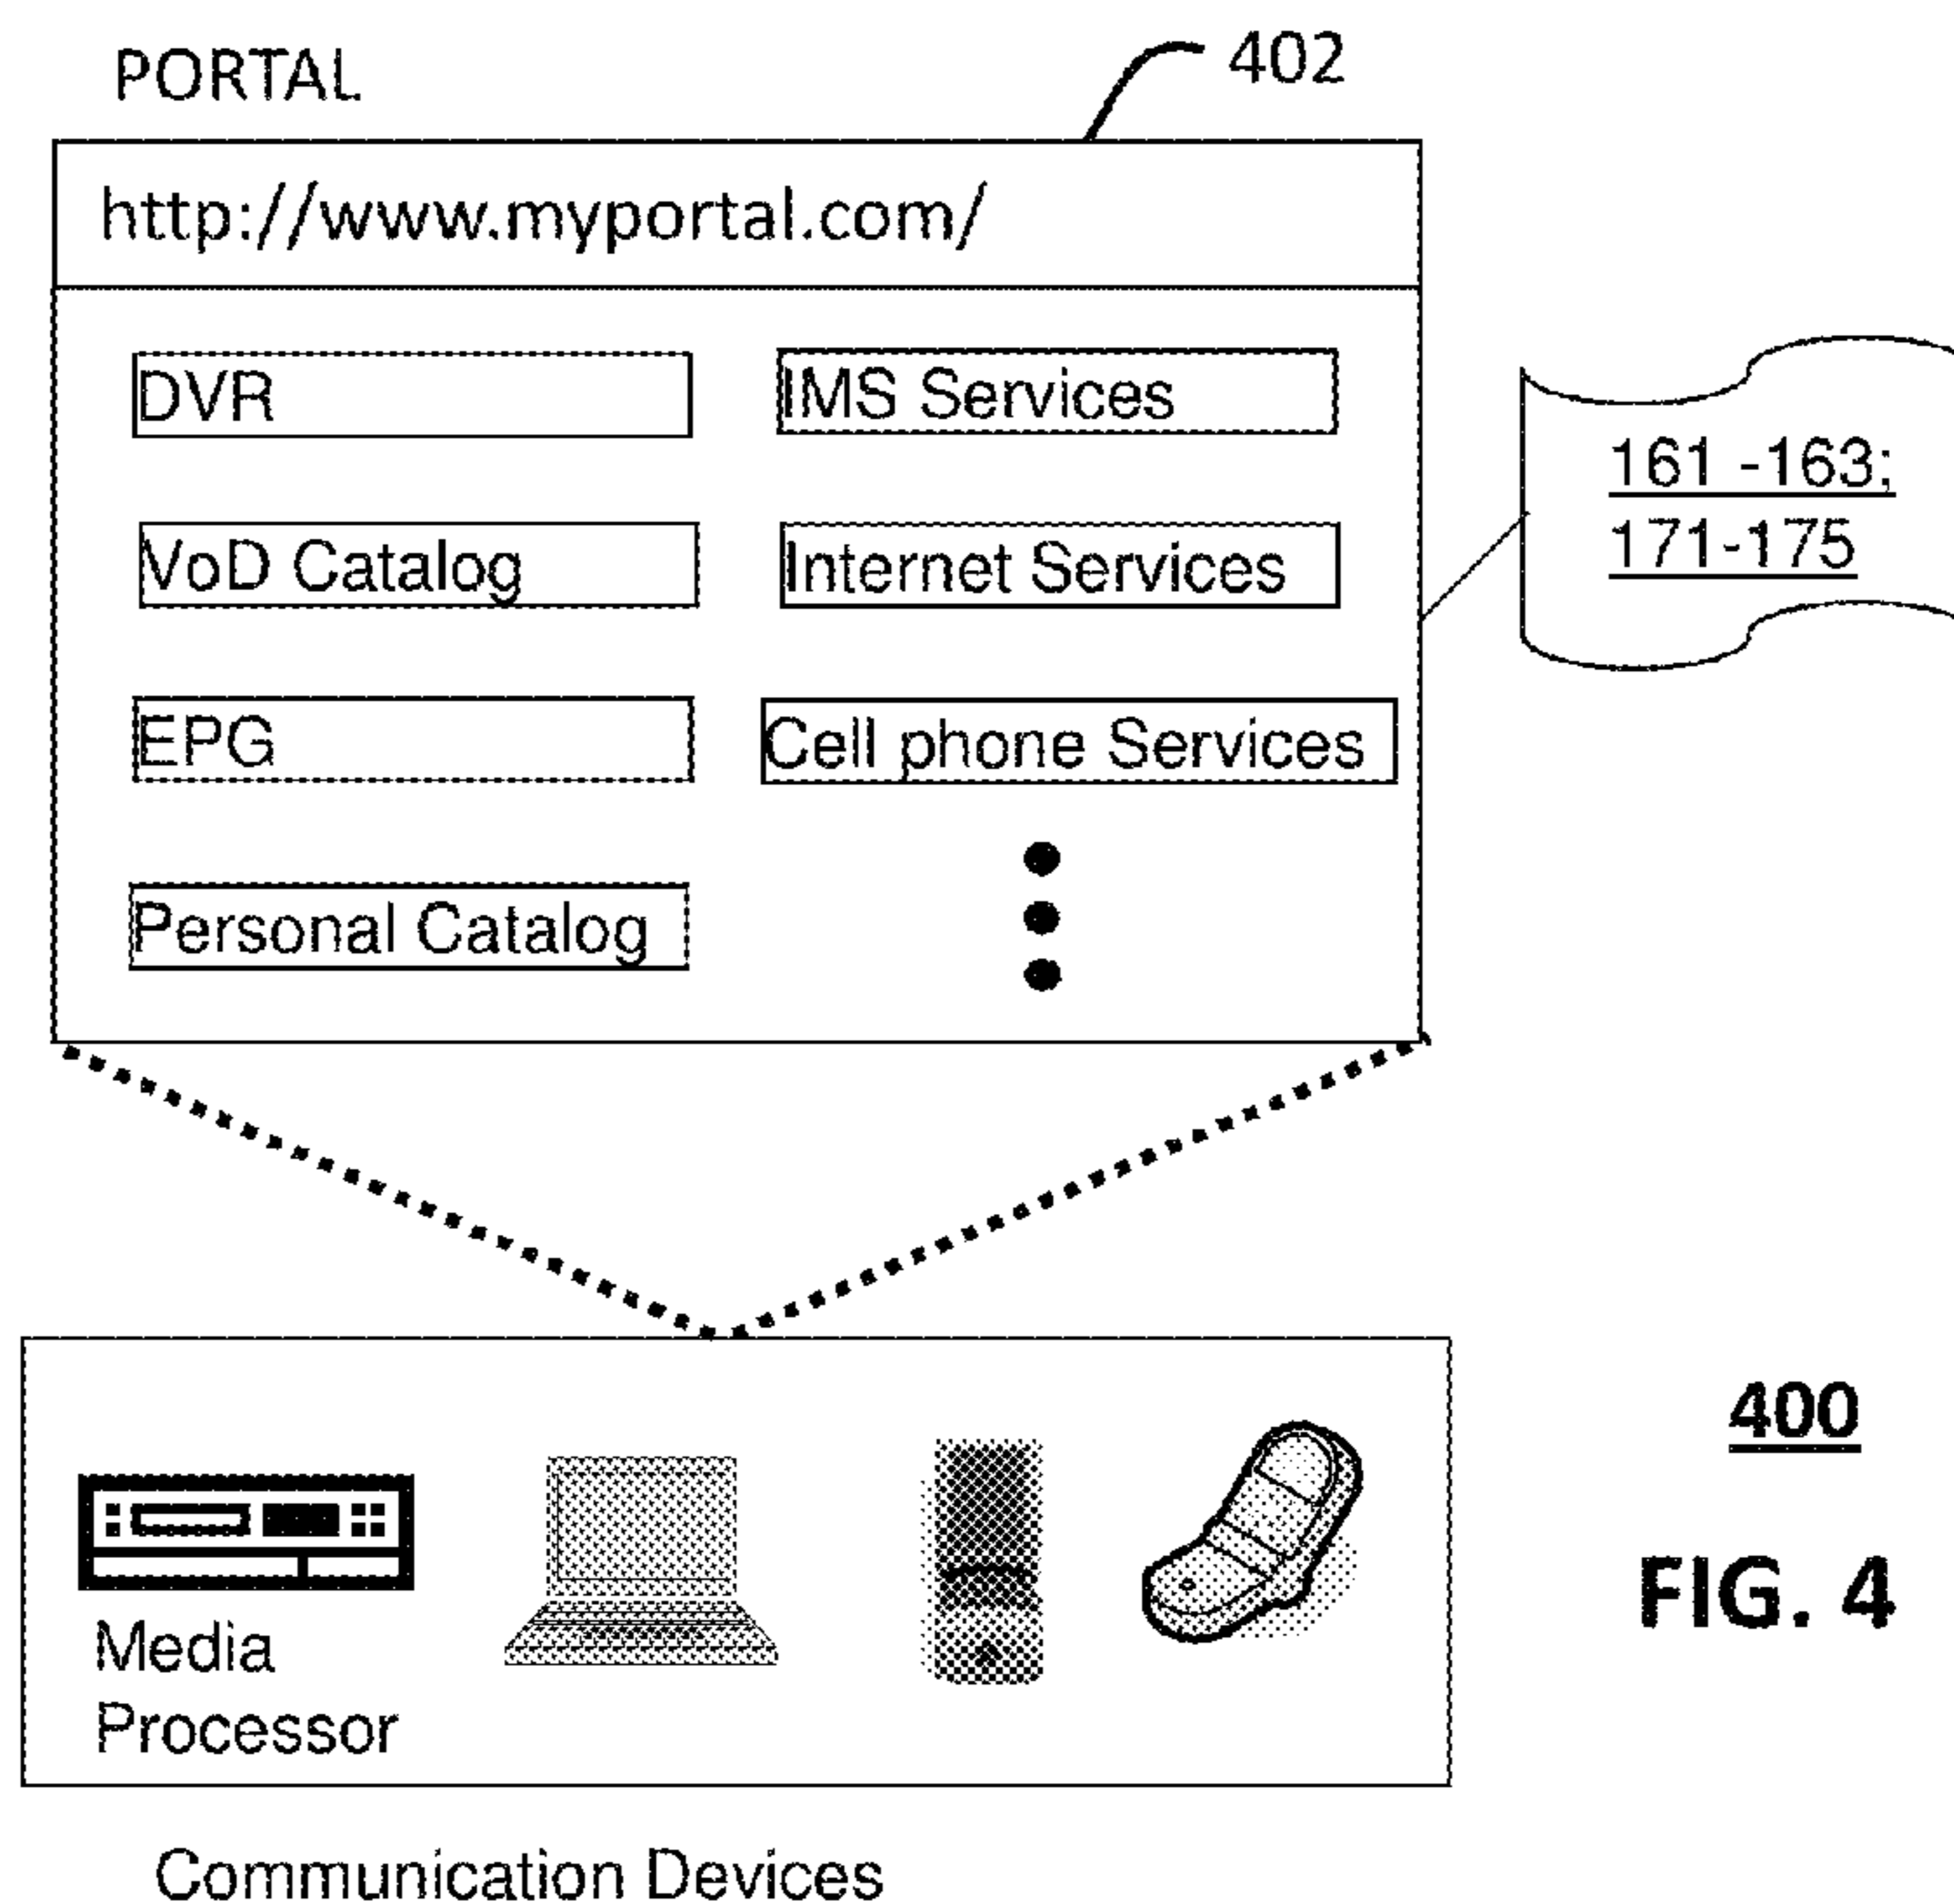 PORTAL
402
http://www.myportal.com/
DVR
IMS Services
VoD Catalog
Internet Services
EPG
Cell phone Services
Personal Catalog
161 -163;
171-175
Media
Processor
Communication Devices
400
FIG. 4